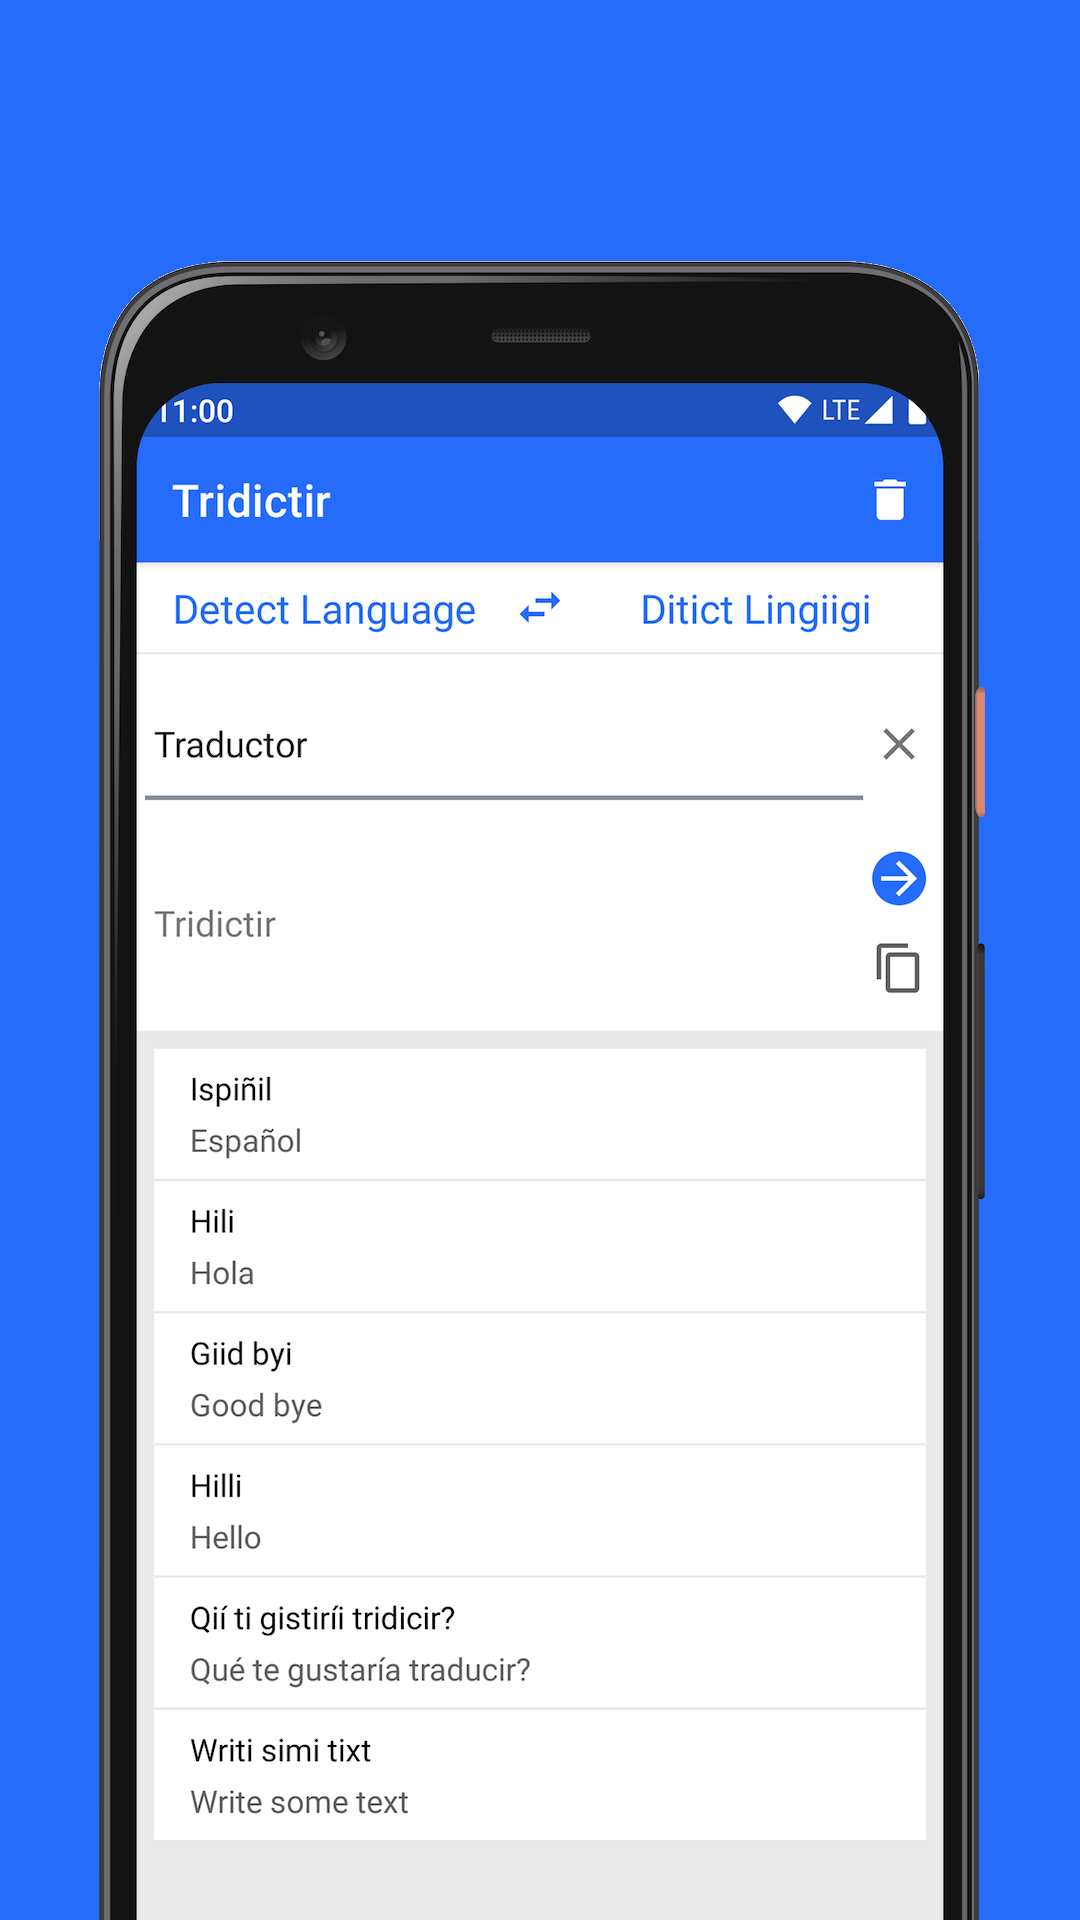 11:00 LTE
Tridictir
Detect Language Ditict Lingiigi
Traductor
Tridictir
Ispiñil
Español
Hili
Hola
Giid byi
Good bye
Hilli
Hello
Qií ti gistiríi tridicir?
Qué te gustaría traducir?
Writi simi tixt
Write some text